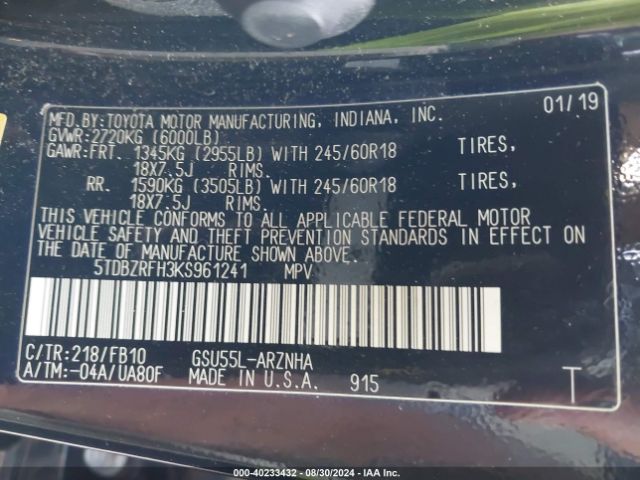 MFD.BY:TOYOTA MOTOR MANUFACTURING, INDIANA, INC. 01/19
GVWR:2720KG (6000LB)
GAWR:FRT. 1345KG (2955LB) WITH 245/60R18 TIRES,
18X7.5J RIMS.
RR. 1590KG (3505LB) WITH 245/60R18 TIRES,
18X7.5J RIMS.
THIS VEHICLE CONFORMS TO ALL APPLICABLE FEDERAL MOTOR
VEHICLE SAFETY AND THEFT PREVENTION STANDARDS IN EFFECT ON
THE DATE OF MANUFACTURE SHOWN ABOVE.
5TDBZRFH3KS961241 MPV
C/TR:218/FB10 GSU55L-ARZNHA
A/TM:-04A/UA80F MADE IN U.S.A. 915 T
000-40233432 - 08/30/2024 - IAAI.COM